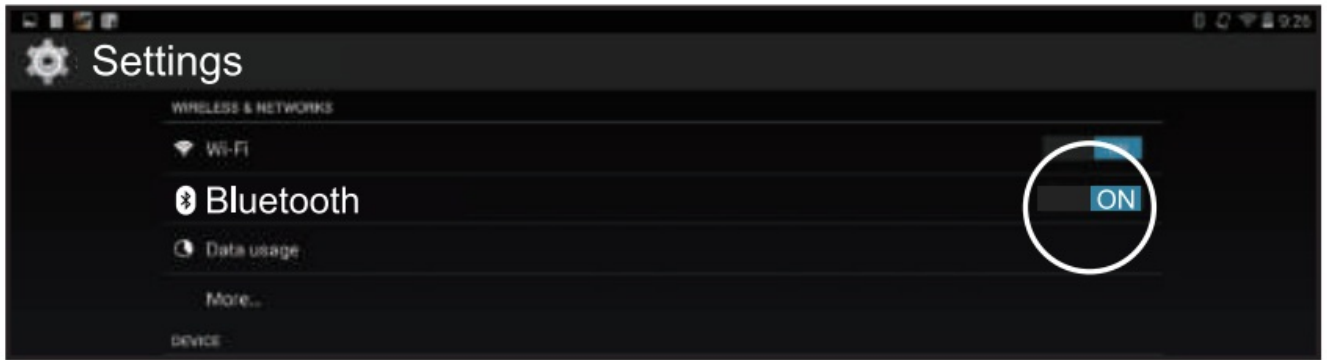 9:26
Settings
WIRELESS & NETWORKS
Wi-Fi
Bluetooth ON
Data usage
More...
DEVICE